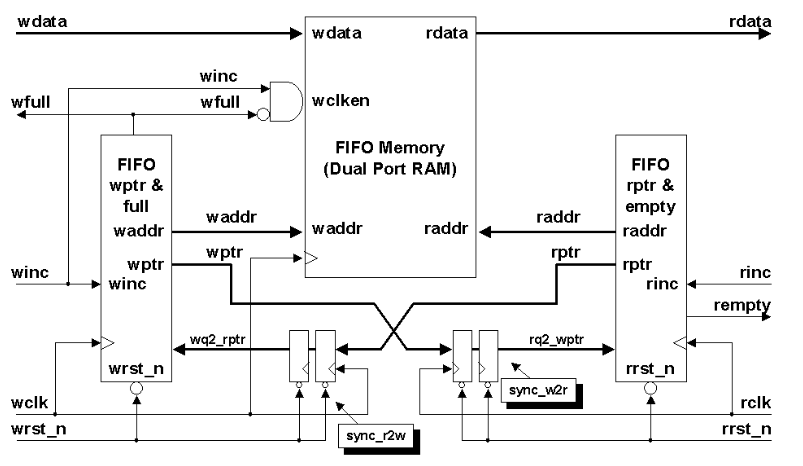 wdata
wdata rdata
rdata
winc
wfull
wfull
wclken
FIFO Memory
(Dual Port RAM)
FIFO
wptr &
full
waddr
waddr
waddr raddr
raddr
FIFO
rptr &
empty
raddr
wptr
wptr
rptr
rptr
winc
winc
rinc
rinc
rempty
wq2_rptr
rq2_wptr
wrst_n
rrst_n
sync_w2r
wclk
rclk
wrst_n
sync_r2w
rrst_n